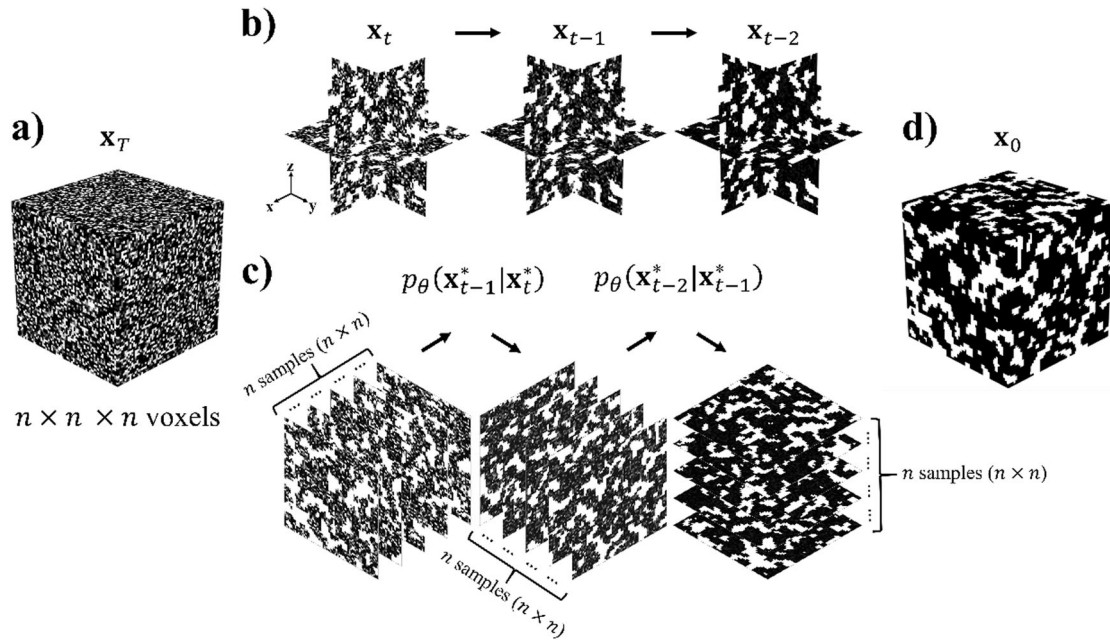 a)
𝐱_T
n × n × n voxels
b)
𝐱_t
𝐱_{t−1}
𝐱_{t−2}
z
x
y
c)
p_θ(𝐱*_{t−1}|𝐱*_t)
p_θ(𝐱*_{t−2}|𝐱*_{t−1})
n samples (n × n)
... ...
... ...
n samples (n × n)
...
...
n samples (n × n)
d)
𝐱_0